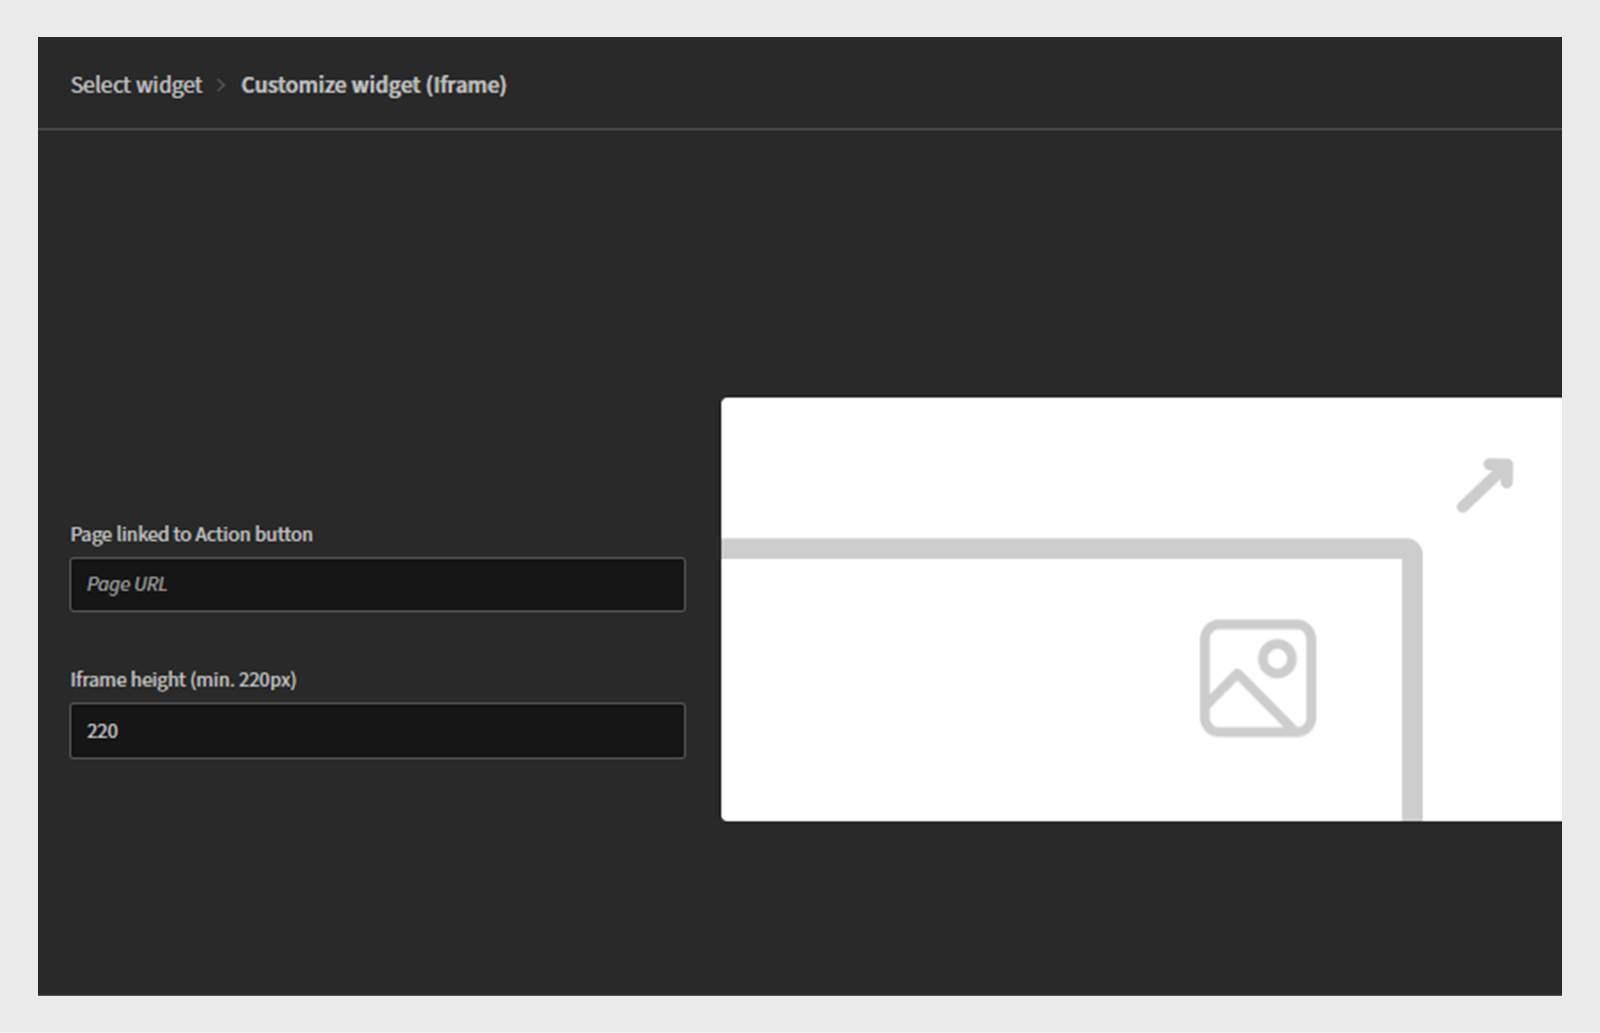 Select widget > Customize widget (Iframe)
Page linked to Action button
Page URL
Iframe height (min. 220px)
220